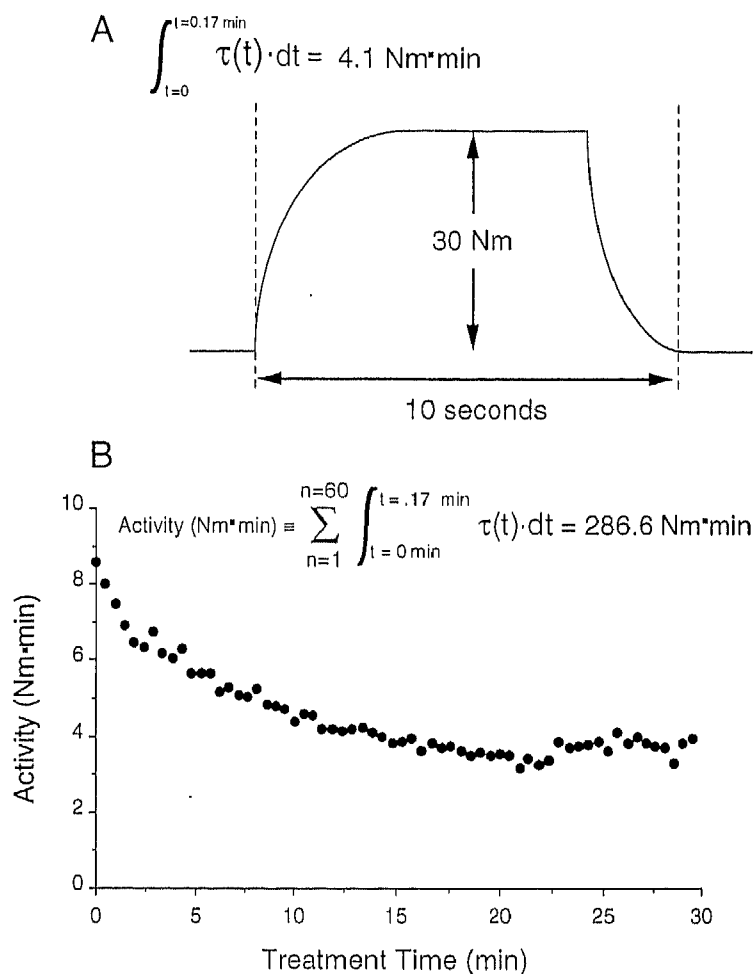 A
t=0.17 min
∫ τ(t)·dt = 4.1 Nm▪min
t=0
30 Nm
10 seconds
B
n=60 t = .17 min
Activity (Nm▪min) ≡ ∑ ∫ τ(t)·dt = 286.6 Nm▪min
n=1 t = 0 min
10
8
6
4
2
0
Activity (Nm▪min)
0 5 10 15 20 25 30
Treatment Time (min)